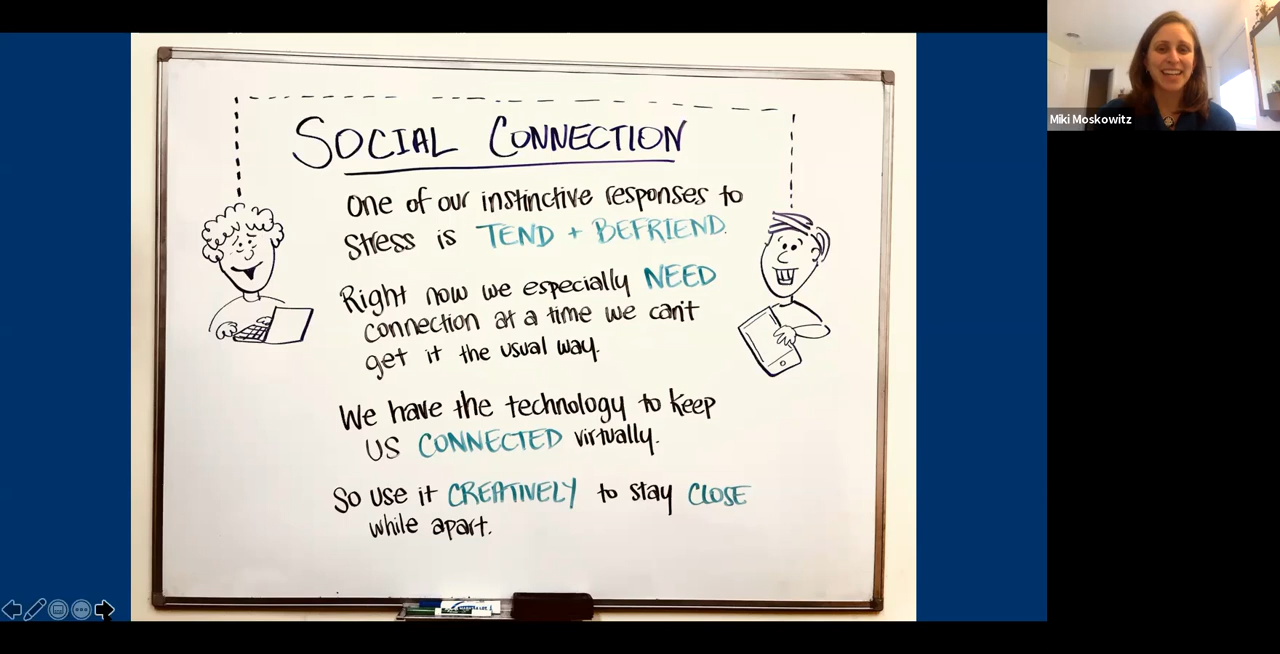 SOCIAL CONNECTION
One of our instinctive responses to
stress is TEND + BEFRIEND.
Right now we especially NEED
connection at a time we can't
get it the usual way.
We have the technology to keep
us CONNECTED virtually.
So use it CREATIVELY to stay CLOSE
while apart.
Miki Moskowitz